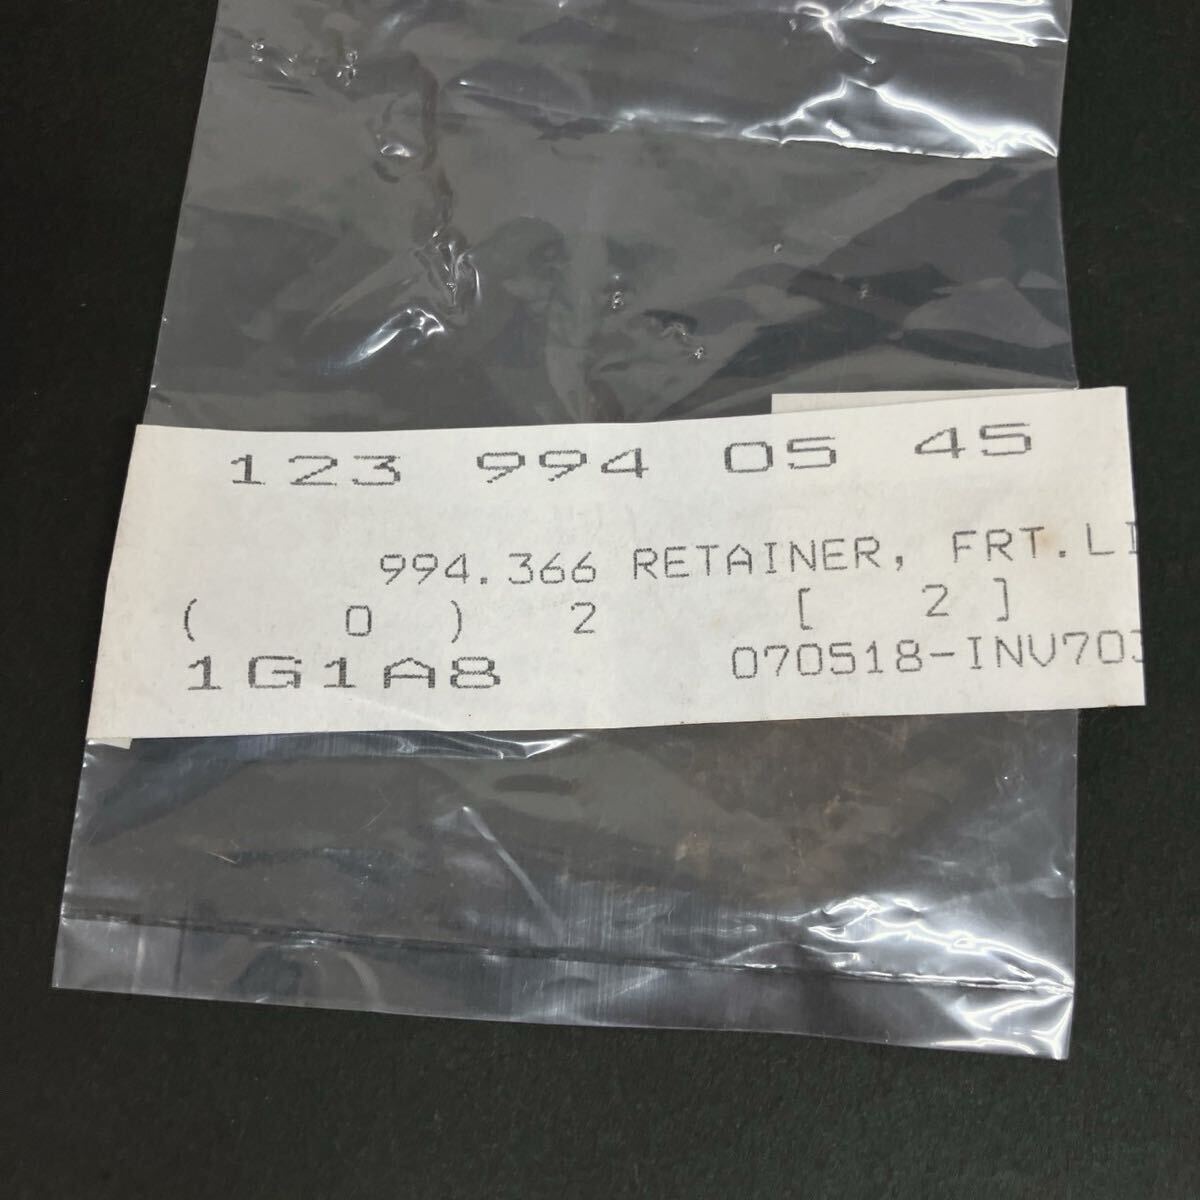 123 994 05 45
994.366 RETAINER, FRT.LI
( 0 ) 2 [ 2 ]
1G1A8 070518-INV70J